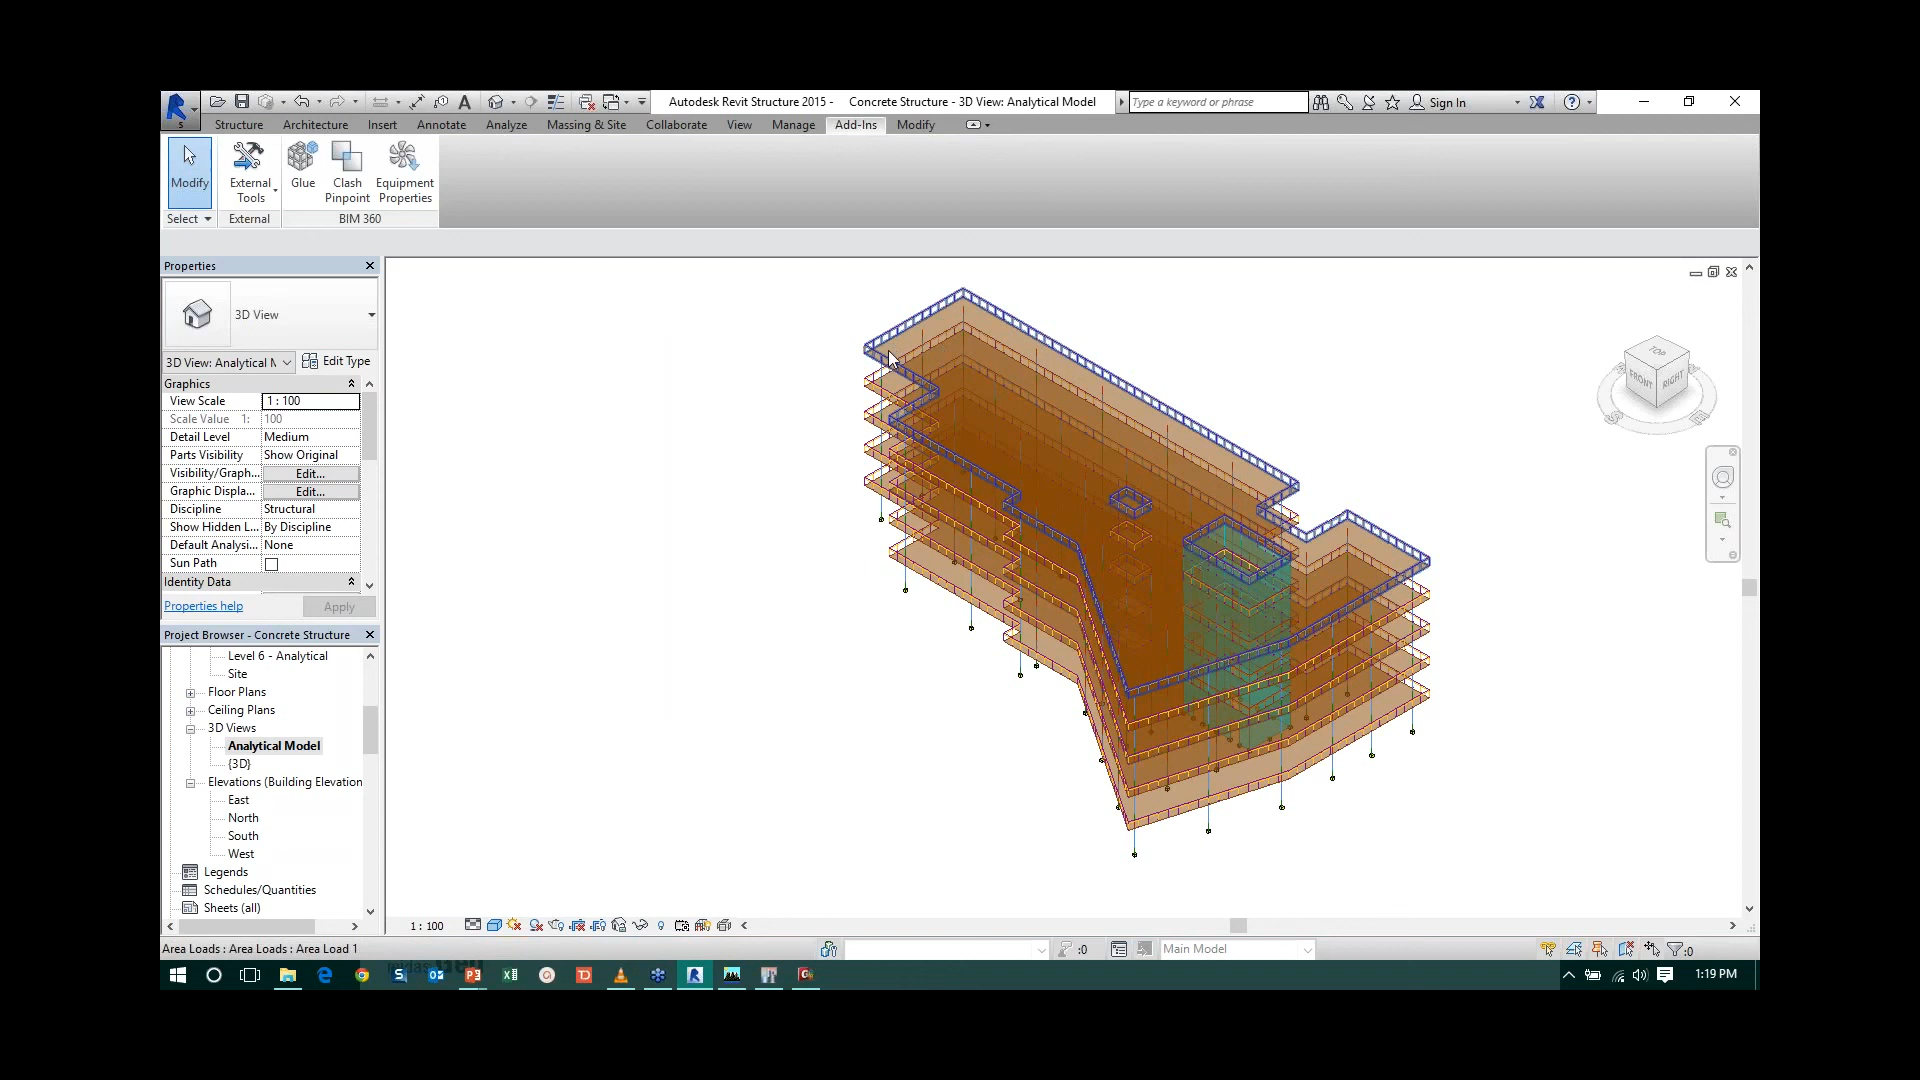 Autodesk Revit Structure 2015 - Concrete Structure - 3D View: Analytical Model
Type a keyword or phrase
Sign In
Structure Architecture Insert Annotate Analyze Massing & Site Collaborate View Manage Add-Ins Modify
Modify
External Tools
Glue
Clash Pinpoint
Equipment Properties
Select External BIM 360
Properties
3D View
3D View: Analytical M
Edit Type
Graphics
View Scale 1 : 100
Scale Value 1: 100
Detail Level Medium
Parts Visibility Show Original
Visibility/Graph... Edit...
Graphic Displa... Edit...
Discipline Structural
Show Hidden L... By Discipline
Default Analysi... None
Sun Path
Identity Data
Properties help Apply
Project Browser - Concrete Structure
Level 6 - Analytical
Site
Floor Plans
Ceiling Plans
3D Views
Analytical Model
{3D}
Elevations (Building Elevation
East
North
South
West
Legends
Schedules/Quantities
Sheets (all)
TOP
FRONT
RIGHT
S
E
1 : 100
Area Loads : Area Loads : Area Load 1
:0
Main Model
:0
1:19 PM